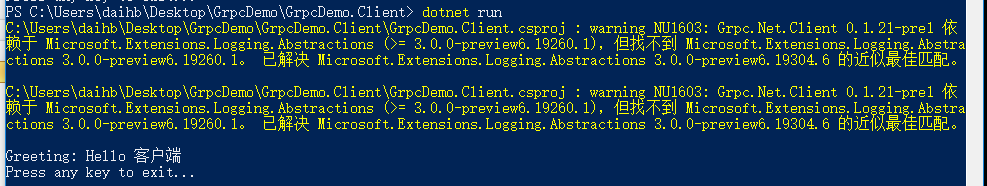 PS C:\Users\daihb\Desktop\GrpcDemo\GrpcDemo.Client> dotnet run
C:\Users\daihb\Desktop\GrpcDemo\GrpcDemo.Client\GrpcDemo.Client.csproj : warning NU1603: Grpc.Net.Client 0.1.21-pre1 依
赖于 Microsoft.Extensions.Logging.Abstractions (>= 3.0.0-preview6.19260.1)，但找不到 Microsoft.Extensions.Logging.Abstra
ctions 3.0.0-preview6.19260.1。 已解决 Microsoft.Extensions.Logging.Abstractions 3.0.0-preview6.19304.6 的近似最佳匹配。
C:\Users\daihb\Desktop\GrpcDemo\GrpcDemo.Client\GrpcDemo.Client.csproj : warning NU1603: Grpc.Net.Client 0.1.21-pre1 依
赖于 Microsoft.Extensions.Logging.Abstractions (>= 3.0.0-preview6.19260.1)，但找不到 Microsoft.Extensions.Logging.Abstra
ctions 3.0.0-preview6.19260.1。 已解决 Microsoft.Extensions.Logging.Abstractions 3.0.0-preview6.19304.6 的近似最佳匹配。
Greeting: Hello 客户端
Press any key to exit...